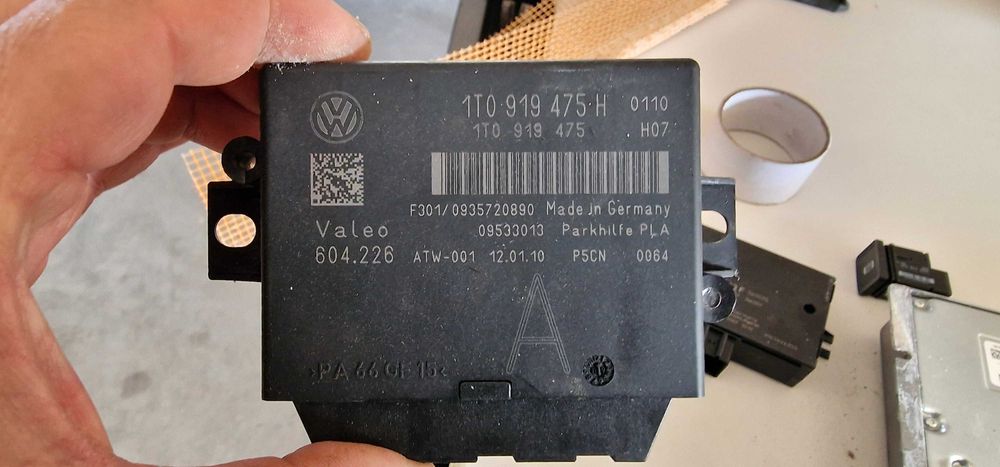 1T0 919 475 H 0110
1T0 919 475 H07
F301/0935720890 Made in Germany
Valeo 09533013 Parkhilfe PLA
604.226 ATW-001 12.01.10 P5CN 0064
A
>PA 66 GF 15<